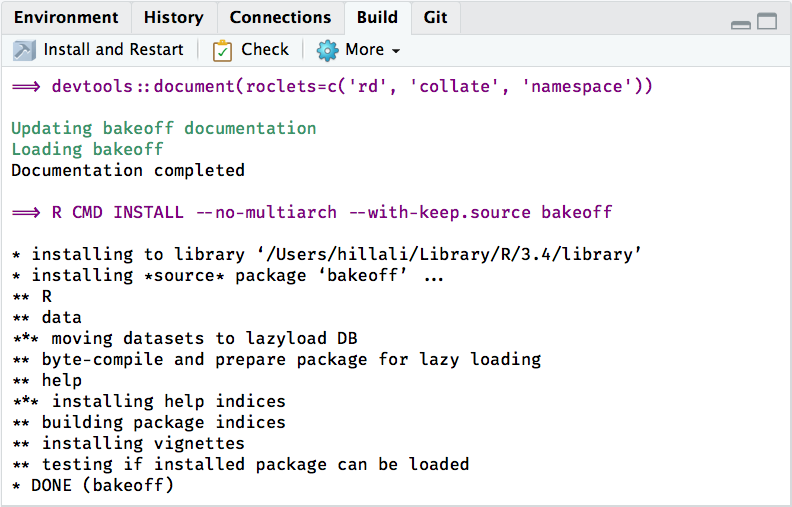 Environment History Connections Build Git
Install and Restart Check More
==> devtools::document(roclets=c('rd', 'collate', 'namespace'))
Updating bakeoff documentation
Loading bakeoff
Documentation completed
==> R CMD INSTALL --no-multiarch --with-keep.source bakeoff
* installing to library ‘/Users/hillali/Library/R/3.4/library’
* installing *source* package ‘bakeoff’ ...
** R
** data
*** moving datasets to lazyload DB
** byte-compile and prepare package for lazy loading
** help
*** installing help indices
** building package indices
** installing vignettes
** testing if installed package can be loaded
* DONE (bakeoff)